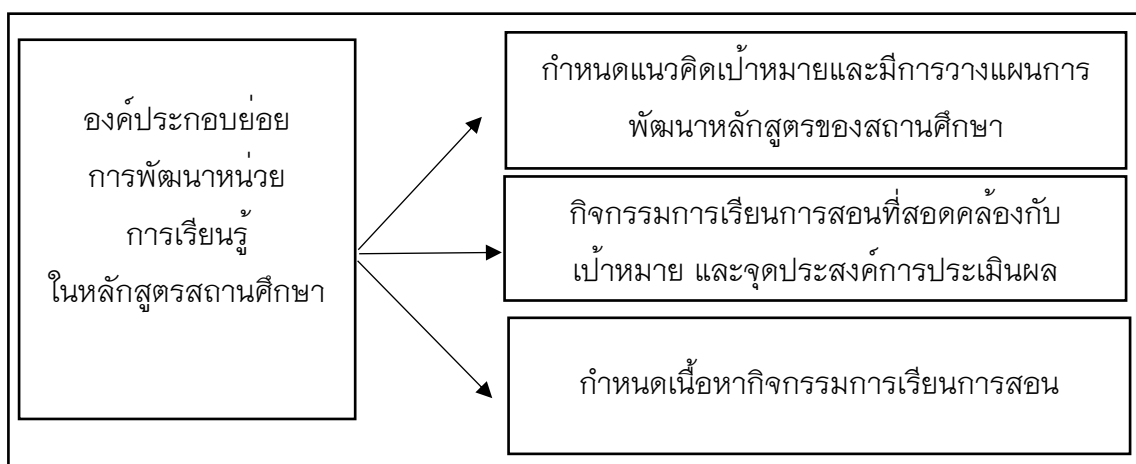 องค์ประกอบย่อย
การพัฒนาหน่วย
การเรียนรู้
ในหลักสูตรสถานศึกษา
กำหนดแนวคิดเป้าหมายและมีการวางแผนการ
พัฒนาหลักสูตรของสถานศึกษา
กิจกรรมการเรียนการสอนที่สอดคล้องกับ
เป้าหมาย และจุดประสงค์การประเมินผล
กำหนดเนื้อหากิจกรรมการเรียนการสอน